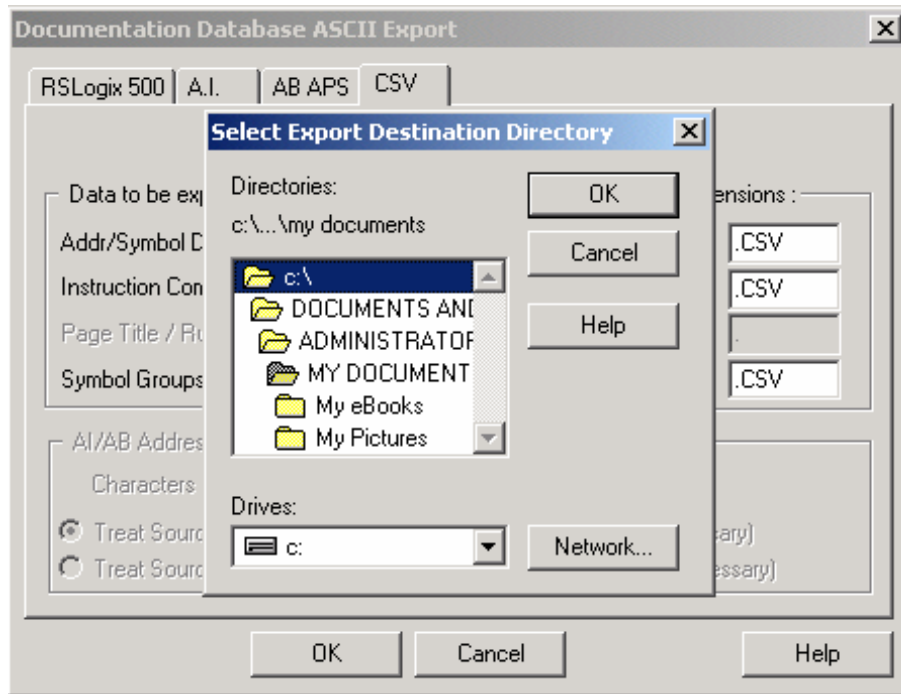 Documentation Database ASCII Export
RSLogix 500 A.I. AB APS CSV
Select Export Destination Directory
Directories:
c:\...\my documents
OK
Cancel
Help
c:\
DOCUMENTS AND
ADMINISTRATOR
MY DOCUMENT
My eBooks
My Pictures
Drives:
c:
Network...
Data to be exp
ensions :
Addr/Symbol D
.CSV
Instruction Con
.CSV
Page Title / Ru
.
Symbol Groups
.CSV
AI/AB Addres
Characters
Treat Sourc
sary)
Treat Sourc
essary)
OK Cancel Help